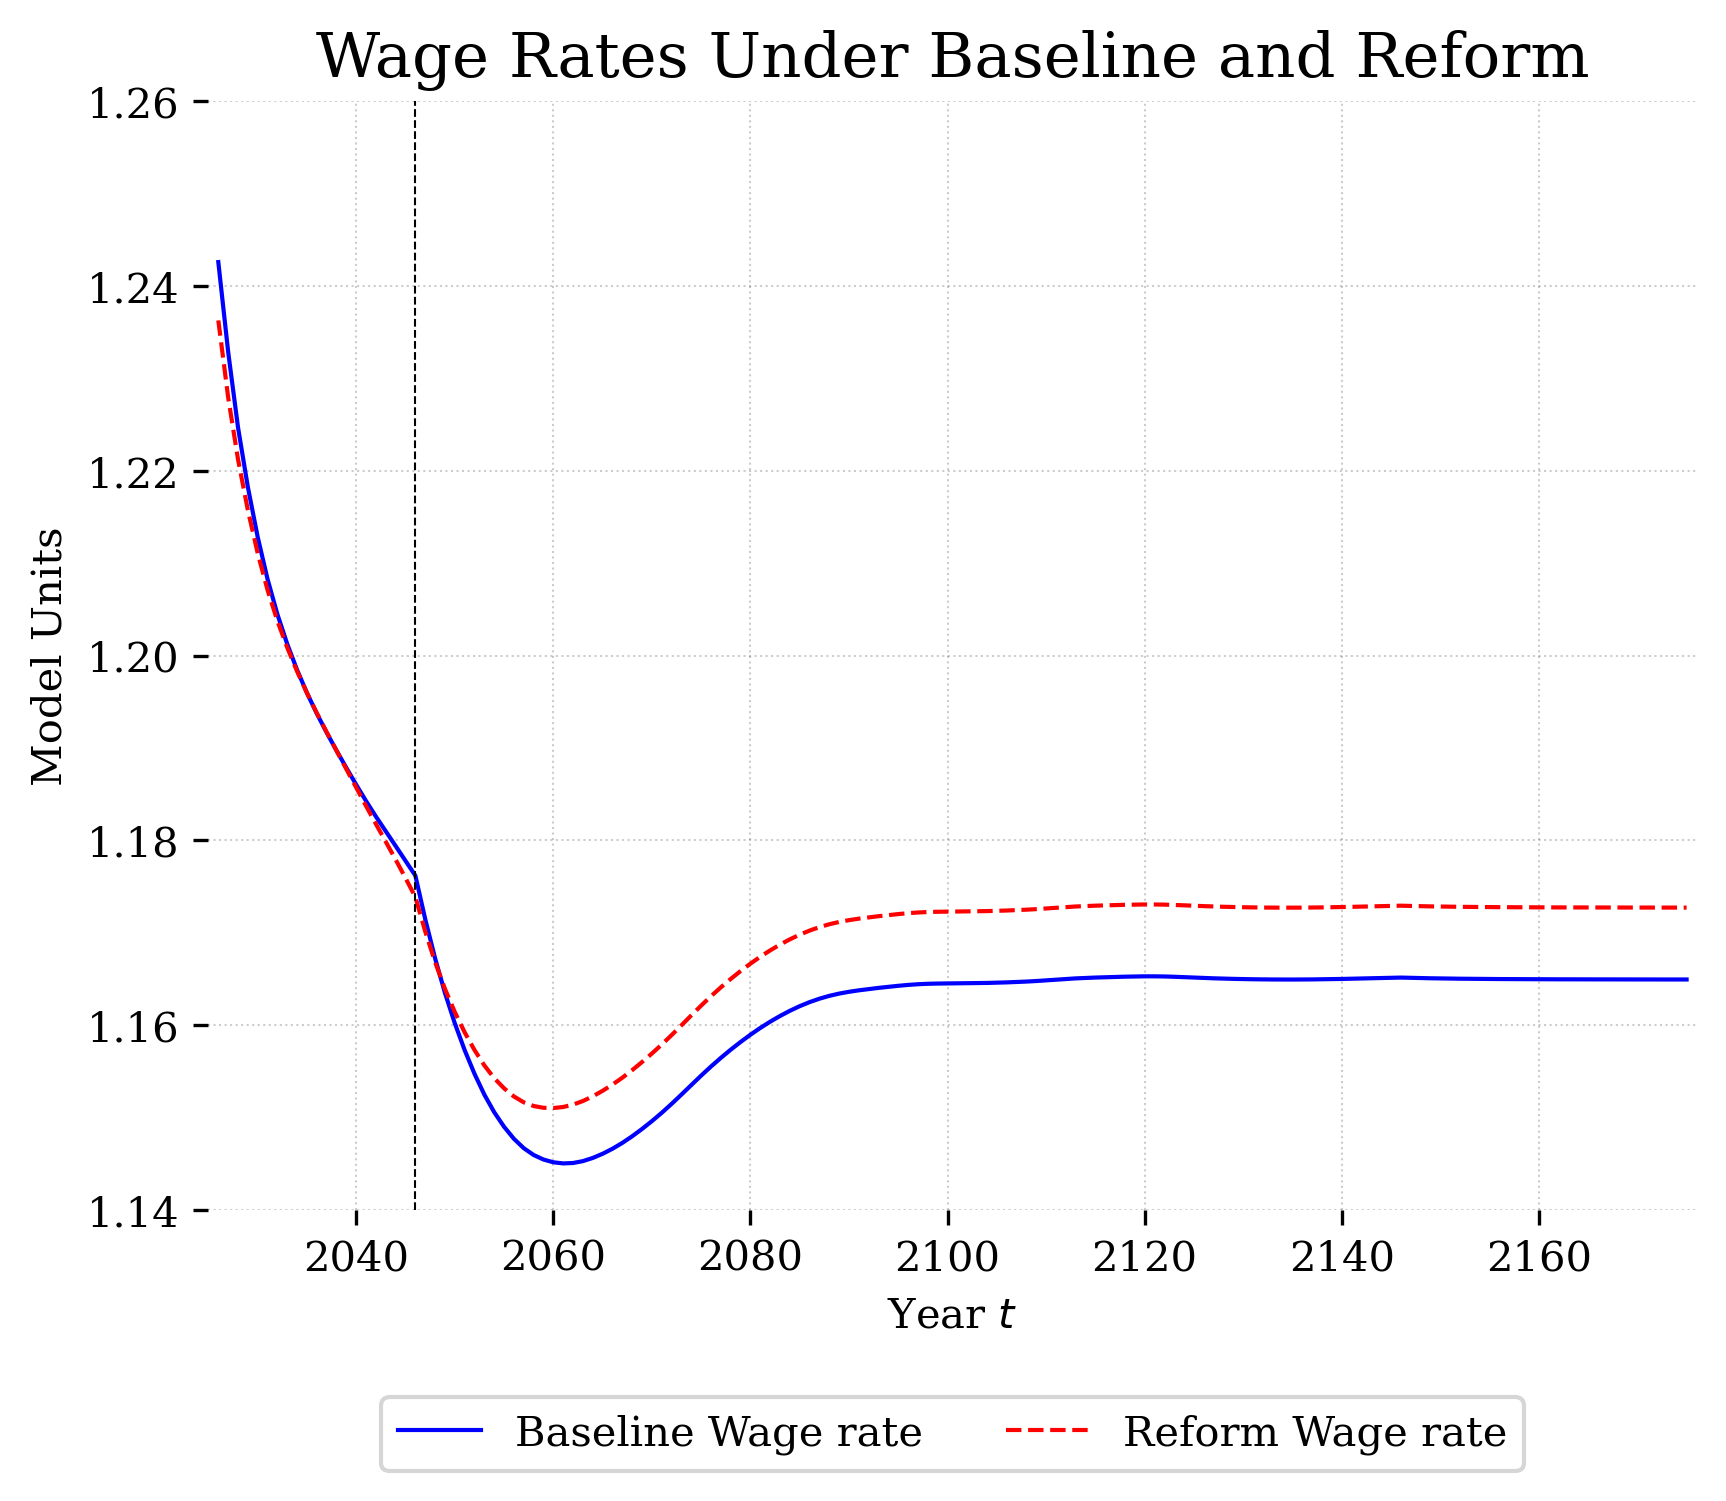 Wage Rates Under Baseline and Reform
1.26
1.24
1.22
1.20
1.18
1.16
1.14
Model Units
2040 2060 2080 2100 2120 2140 2160
Year t
Baseline Wage rate Reform Wage rate